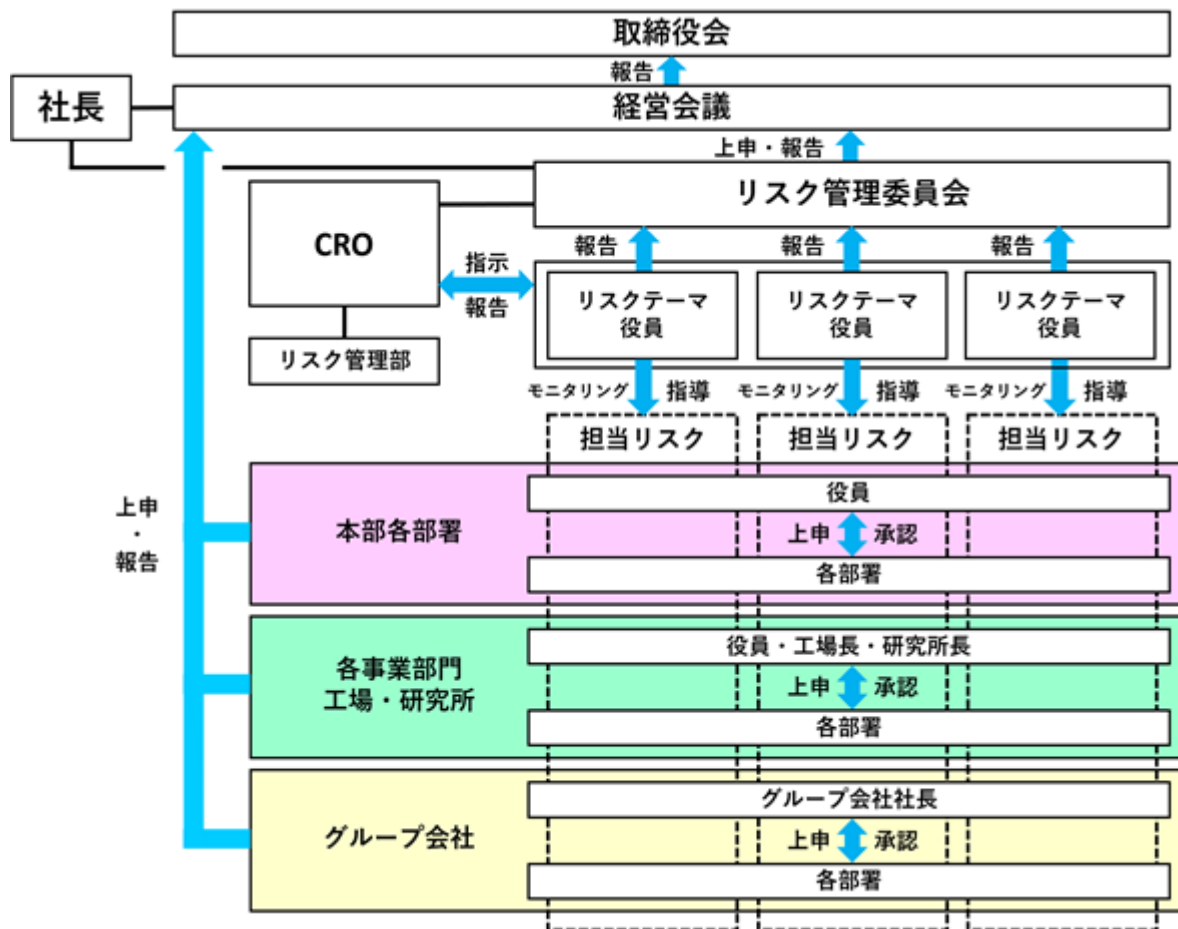 取締役会
報告
社長
経営会議
上申・報告
リスク管理委員会
CRO
指示
報告
報告
報告
報告
リスクテーマ
役員
リスクテーマ
役員
リスクテーマ
役員
リスク管理部
モニタリング
指導
モニタリング
指導
モニタリング
指導
担当リスク
担当リスク
担当リスク
上申
・
報告
本部各部署
役員
上申
承認
各部署
各事業部門
工場・研究所
役員・工場長・研究所長
上申
承認
各部署
グループ会社
グループ会社社長
上申
承認
各部署